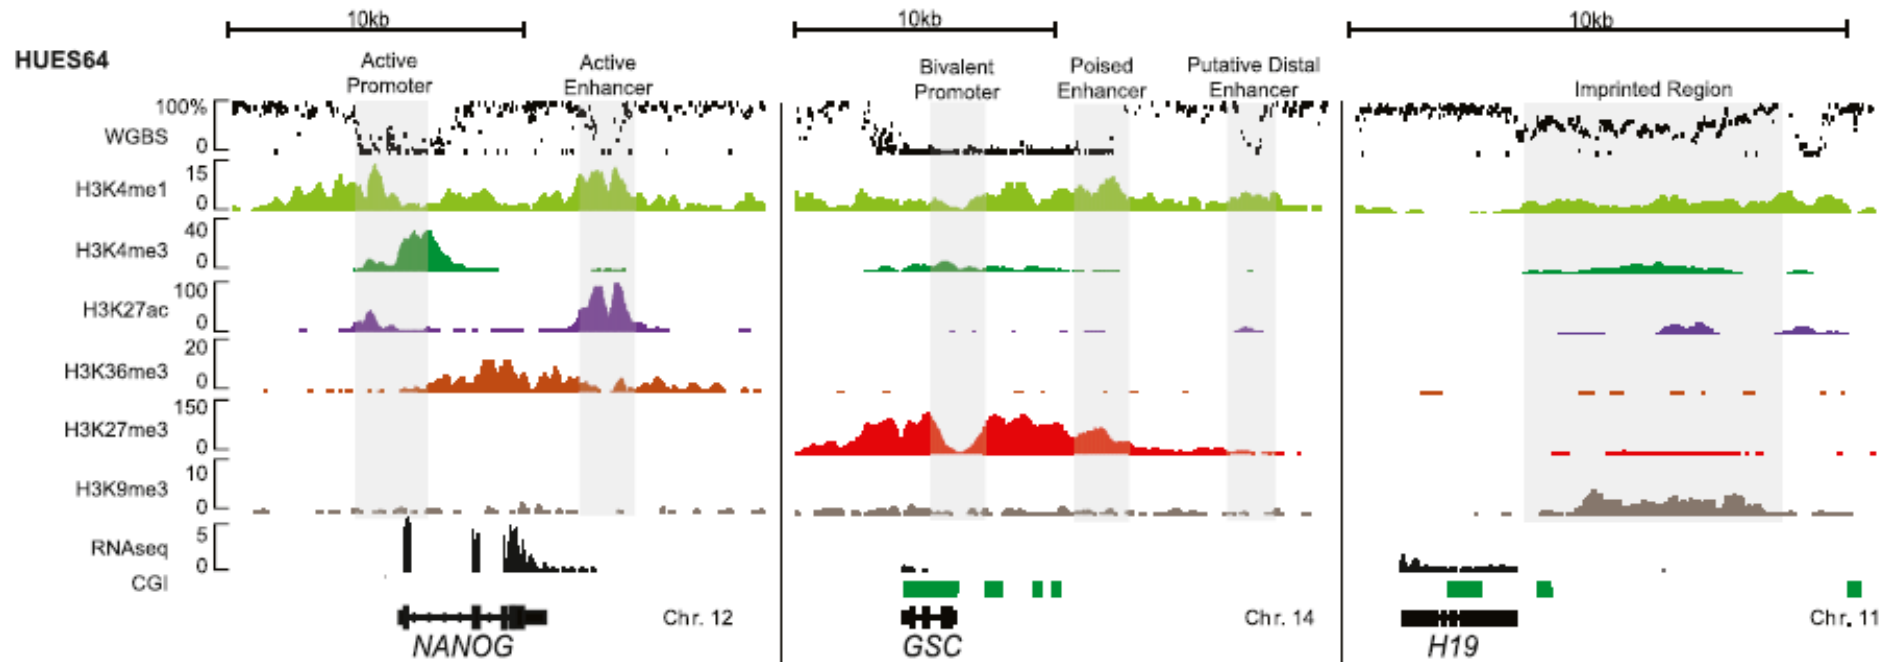 10kb 10kb 10kb
HUES64
Active Promoter
Active Enhancer
Bivalent Promoter
Poised Enhancer
Putative Distal Enhancer
Imprinted Region
WGBS 100% 0
H3K4me1 15 0
H3K4me3 40 0
H3K27ac 100 0
H3K36me3 20 0
H3K27me3 150 0
H3K9me3 10 0
RNAseq 5 0
CGI
Chr. 12 Chr. 14 Chr. 11
NANOG GSC H19